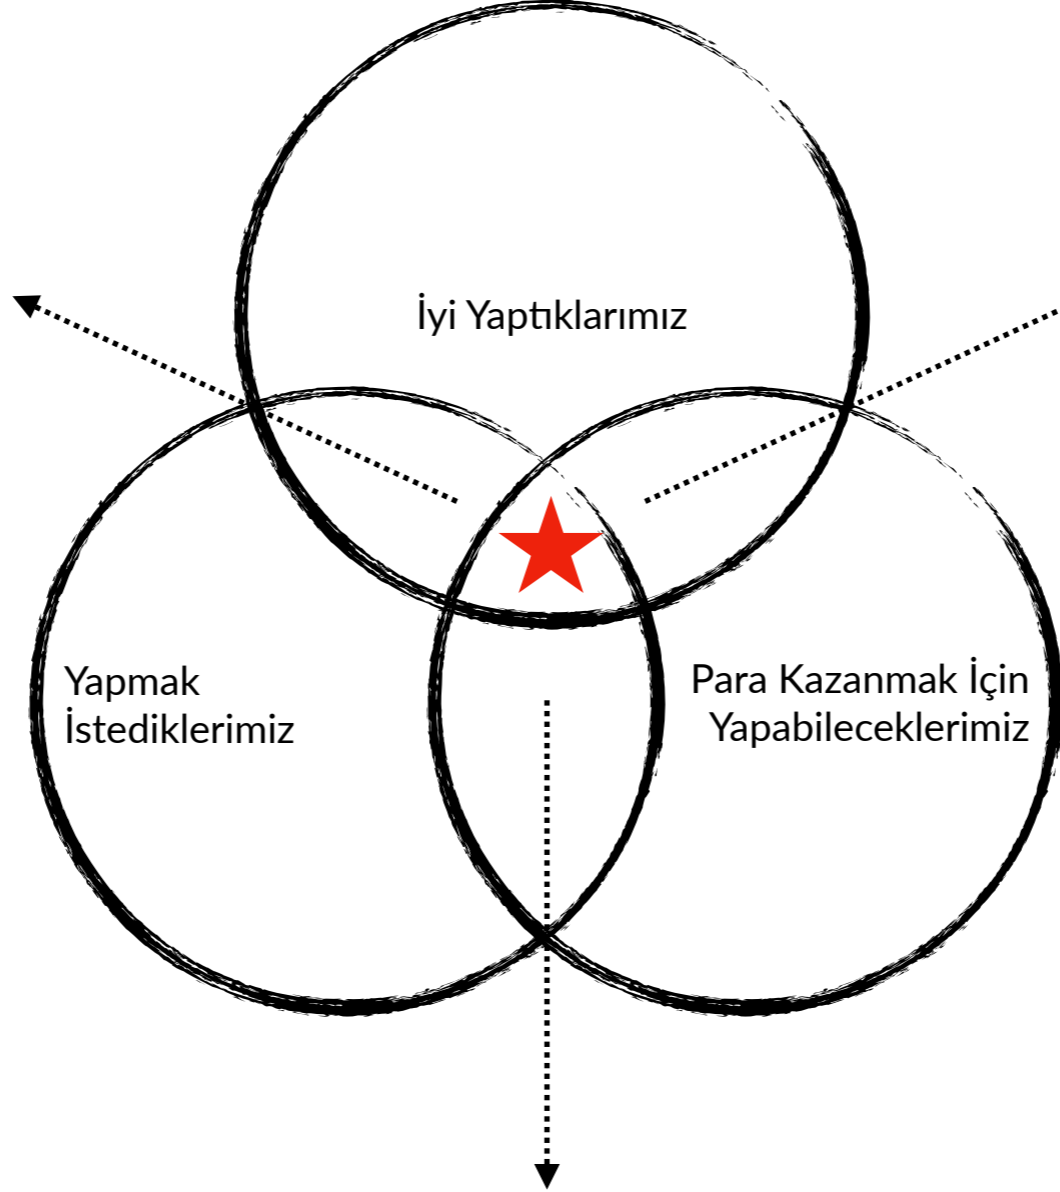 İyi Yaptıklarımız
Yapmak
İstediklerimiz
Para Kazanmak İçin
Yapabileceklerimiz